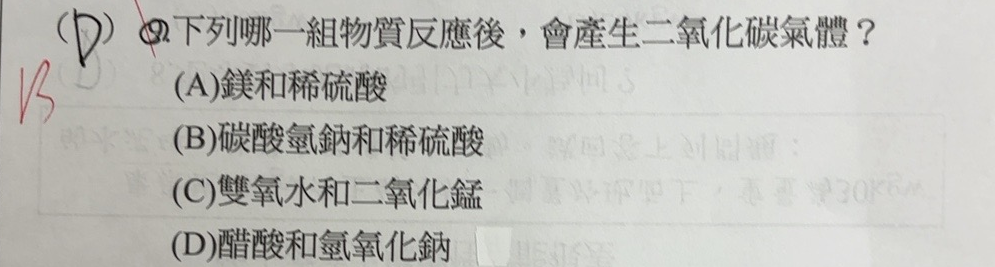 (D) 9.下列哪一組物質反應後，會產生二氧化碳氣體？
B
(A)鎂和稀硫酸
(B)碳酸氫鈉和稀硫酸
(C)雙氧水和二氧化錳
(D)醋酸和氫氧化鈉